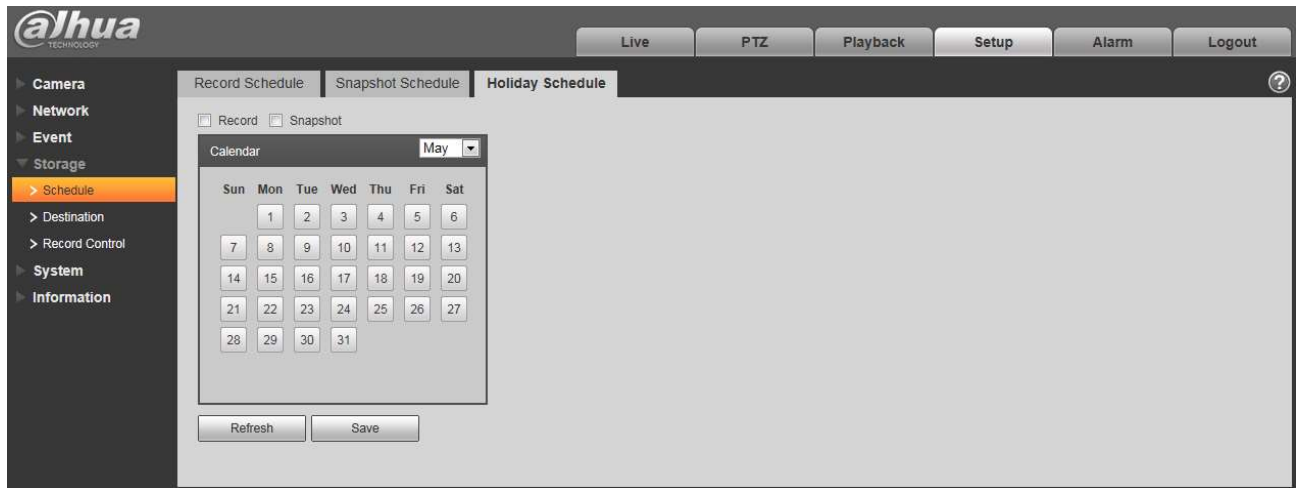 alhua
TECHNOLOGY
Live PTZ Playback Setup Alarm Logout
Camera
Network
Event
Storage
> Schedule
> Destination
> Record Control
System
Information
Record Schedule Snapshot Schedule Holiday Schedule ?
Record Snapshot
Calendar May
Sun Mon Tue Wed Thu Fri Sat
1 2 3 4 5 6
7 8 9 10 11 12 13
14 15 16 17 18 19 20
21 22 23 24 25 26 27
28 29 30 31
Refresh Save